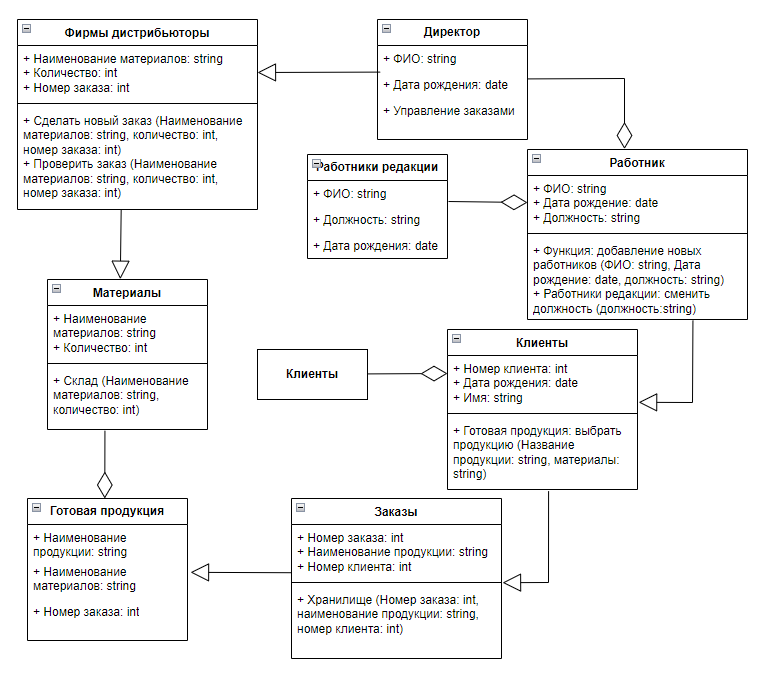 Фирмы дистрибьюторы
+ Наименование материалов: string
+ Количество: int
+ Номер заказа: int
+ Сделать новый заказ (Наименование
материалов: string, количество: int,
номер заказа: int)
+ Проверить заказ (Наименование
материалов: string, количество: int,
номер заказа: int)
Директор
+ ФИО: string
+ Дата рождения: date
+ Управление заказами
Работники редакции
+ ФИО: string
+ Должность: string
+ Дата рождения: date
Работник
+ ФИО: string
+ Дата рождение: date
+ Должность: string
+ Функция: добавление новых
работников (ФИО: string, Дата
рождение: date, должность: string)
+ Работники редакции: сменить
должность (должность:string)
Материалы
+ Наименование
материалов: string
+ Количество: int
+ Склад (Наименование
материалов: string,
количество: int)
Клиенты
Клиенты
+ Номер клиента: int
+ Дата рождения: date
+ Имя: string
+ Готовая продукция: выбрать
продукцию (Название
продукции: string, материалы:
string)
Готовая продукция
+ Наименование
продукции: string
+ Наименование
материалов: string
+ Номер заказа: int
Заказы
+ Номер заказа: int
+ Наименование продукции: string
+ Номер клиента: int
+ Хранилище (Номер заказа: int,
наименование продукции: string,
номер клиента: int)